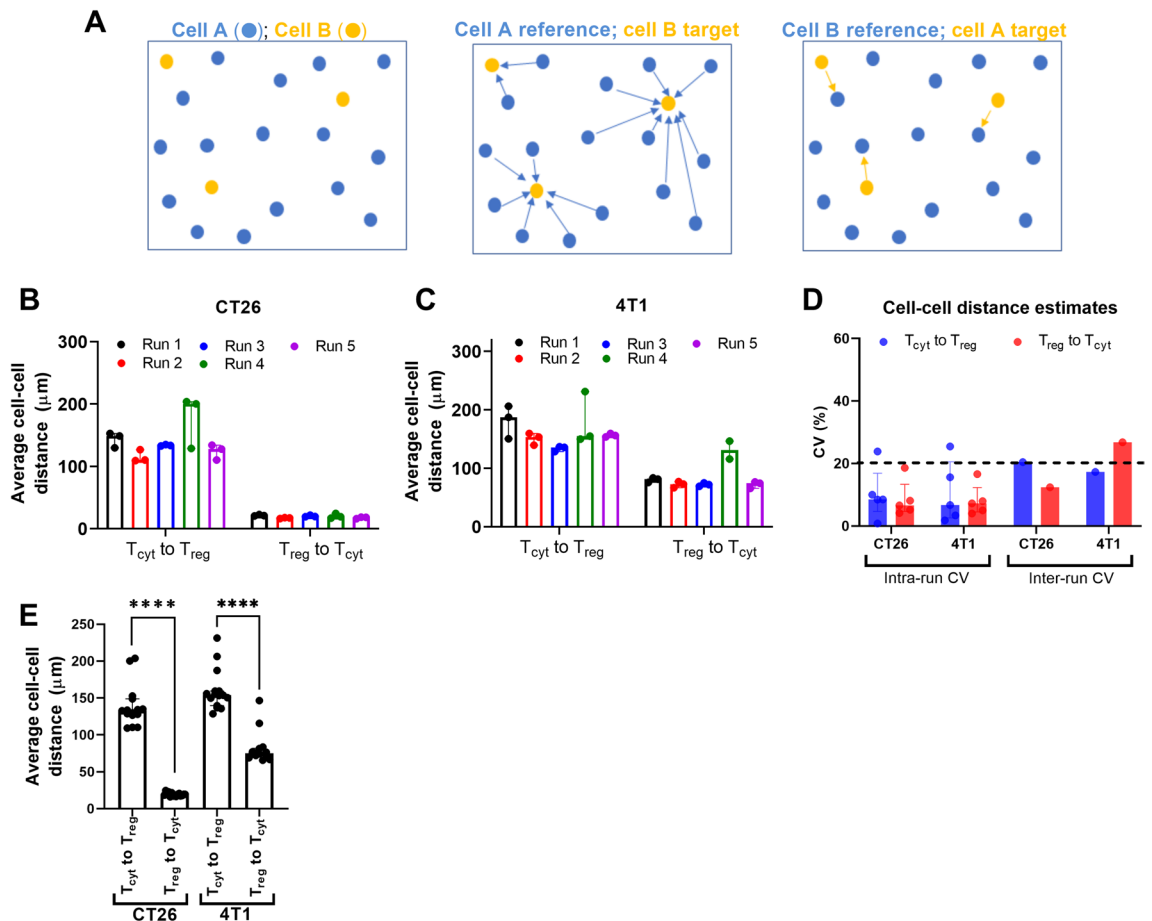 A
Cell A (●); Cell B (●)
Cell A reference; cell B target
Cell B reference; cell A target
B
CT26
Average cell-cell
distance (μm)
300
200
100
0
Run 1
Run 2
Run 3
Run 4
Run 5
Tcyt to Treg
Treg to Tcyt
C
4T1
Average cell-cell
distance (μm)
300
200
100
0
Run 1
Run 2
Run 3
Run 4
Run 5
Tcyt to Treg
Treg to Tcyt
D
Cell-cell distance estimates
CV (%)
60
40
20
0
Tcyt to Treg
Treg to Tcyt
CT26
4T1
CT26
4T1
Intra-run CV
Inter-run CV
E
Average cell-cell
distance (μm)
250
200
150
100
50
0
****
****
Tcyt to Treg
Treg to Tcyt
Tcyt to Treg
Treg to Tcyt
CT26
4T1